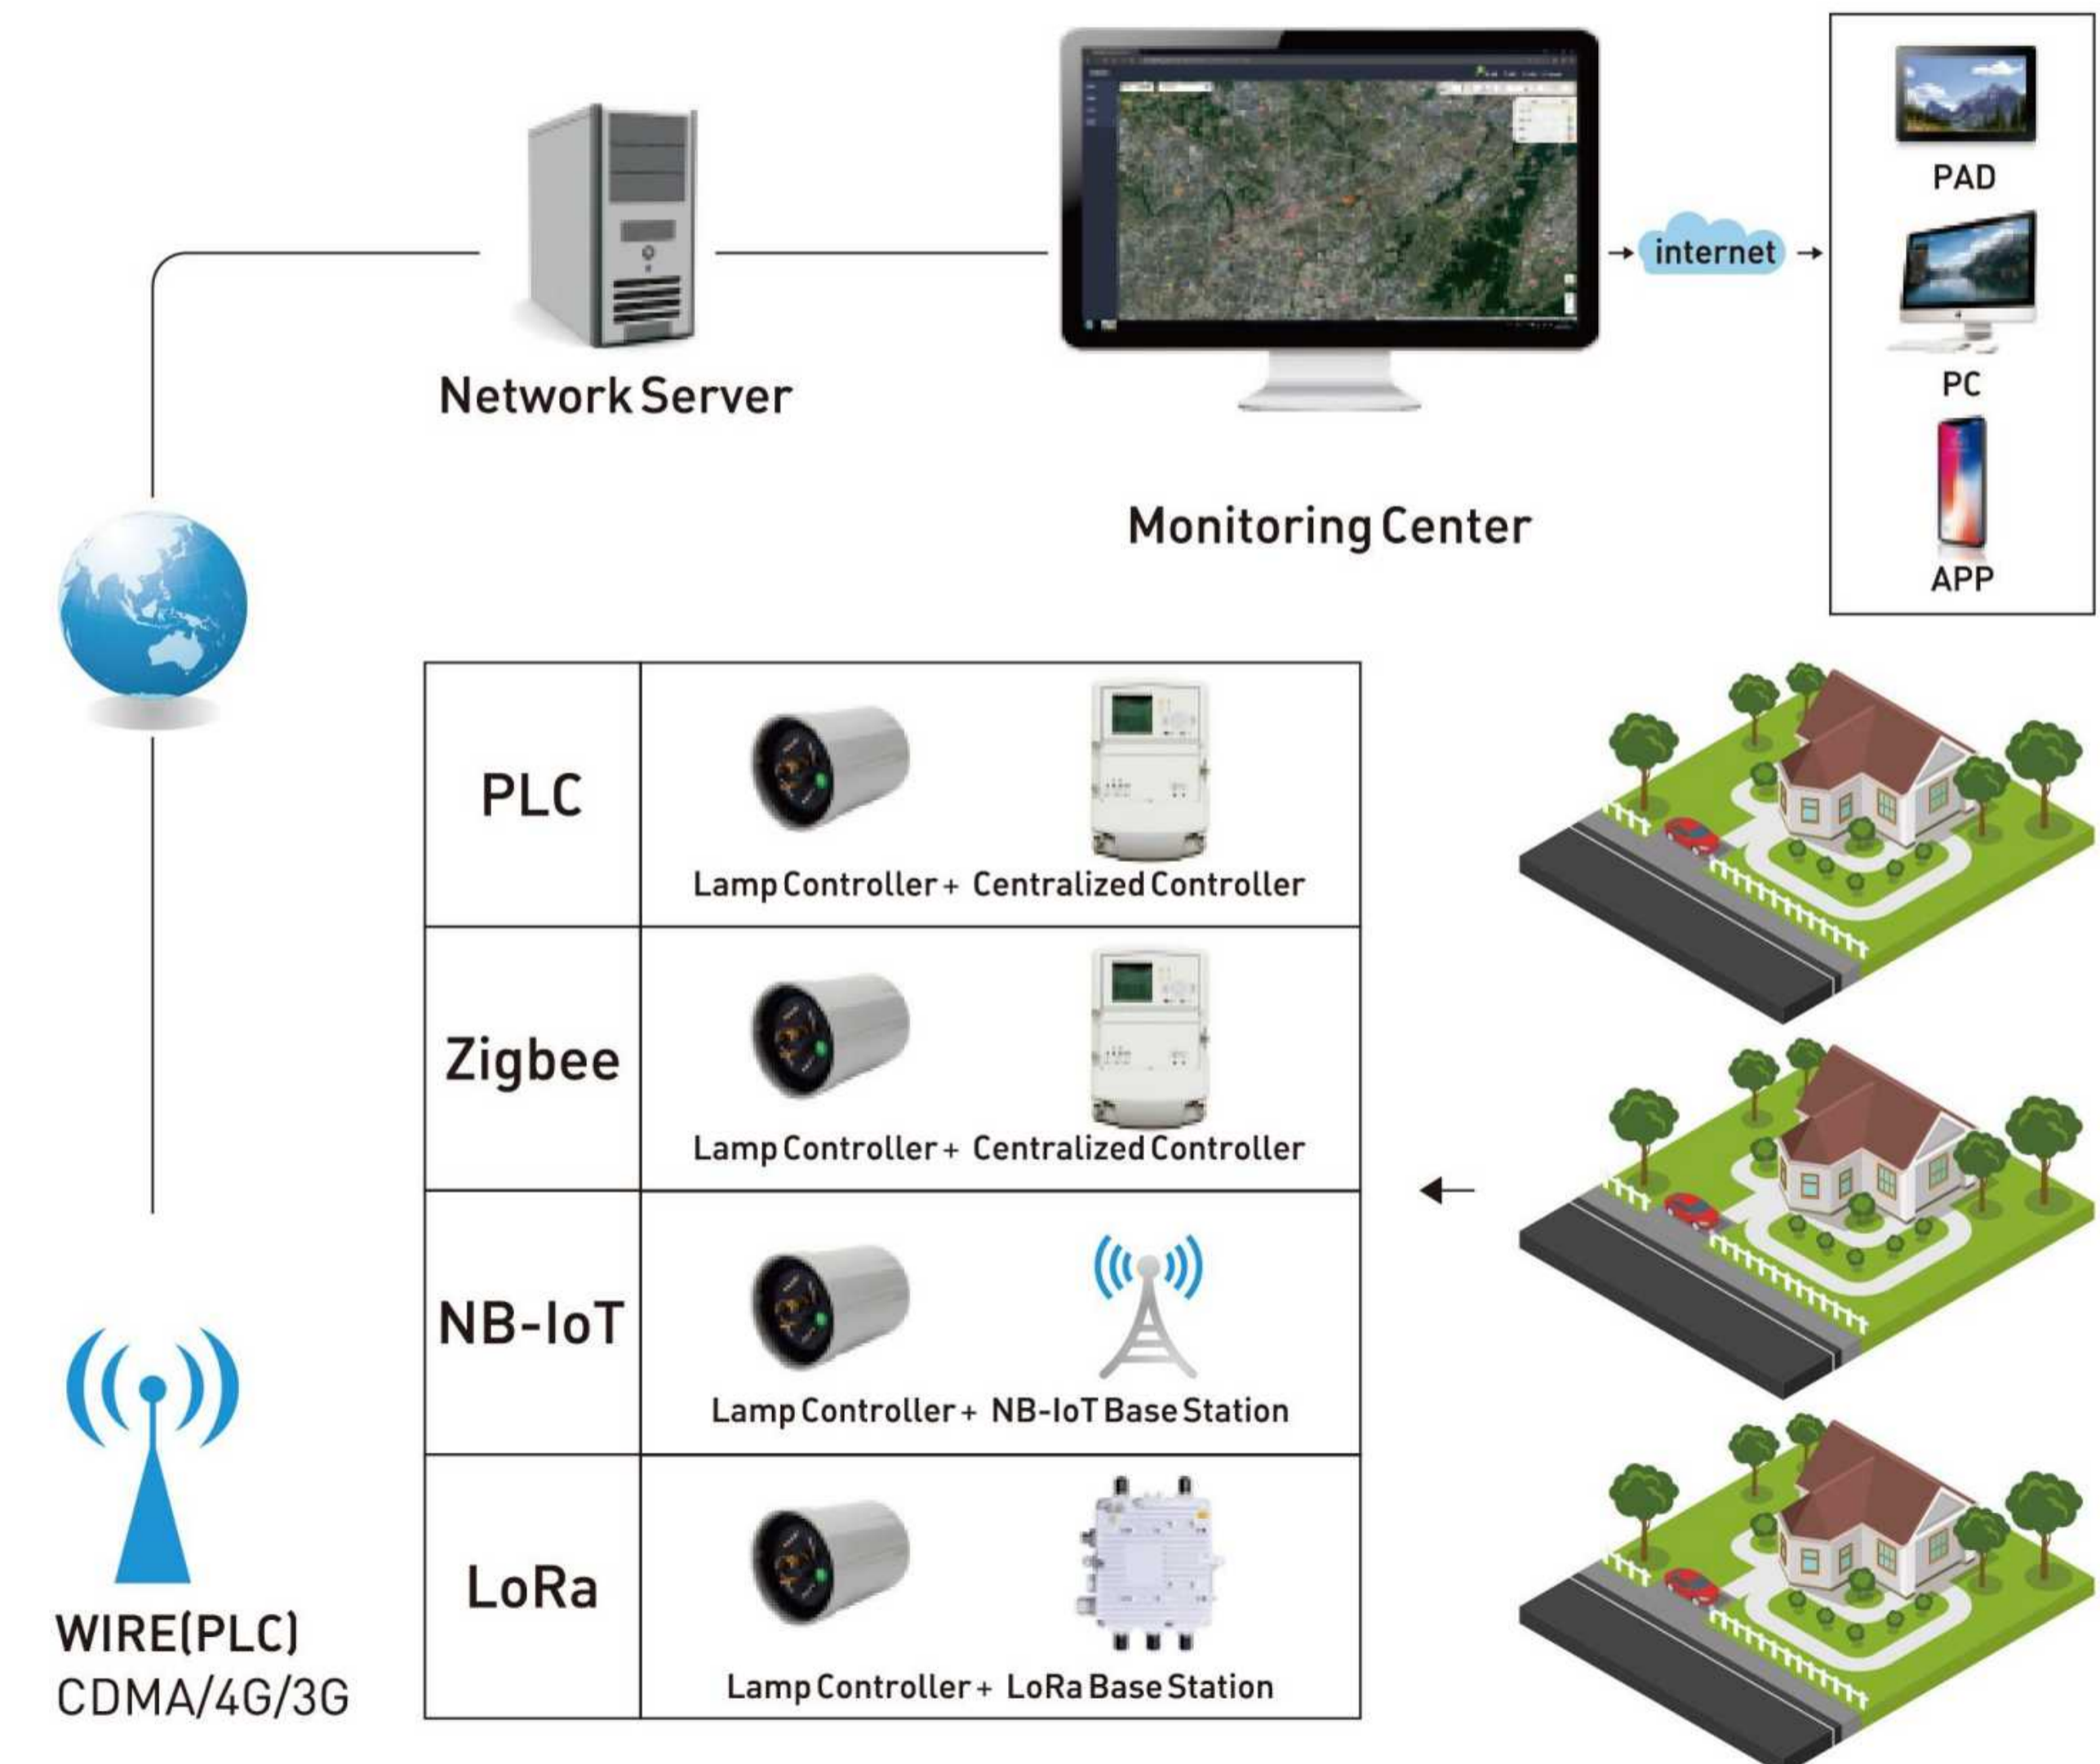 PAD
internet
PC
Network Server
Monitoring Center
APP
PLC
Lamp Controller + Centralized Controller
Zigbee
Lamp Controller + Centralized Controller
NB-IoT
Lamp Controller + NB-IoT Base Station
LoRa
Lamp Controller + LoRa Base Station
WIRE(PLC)
CDMA/4G/3G